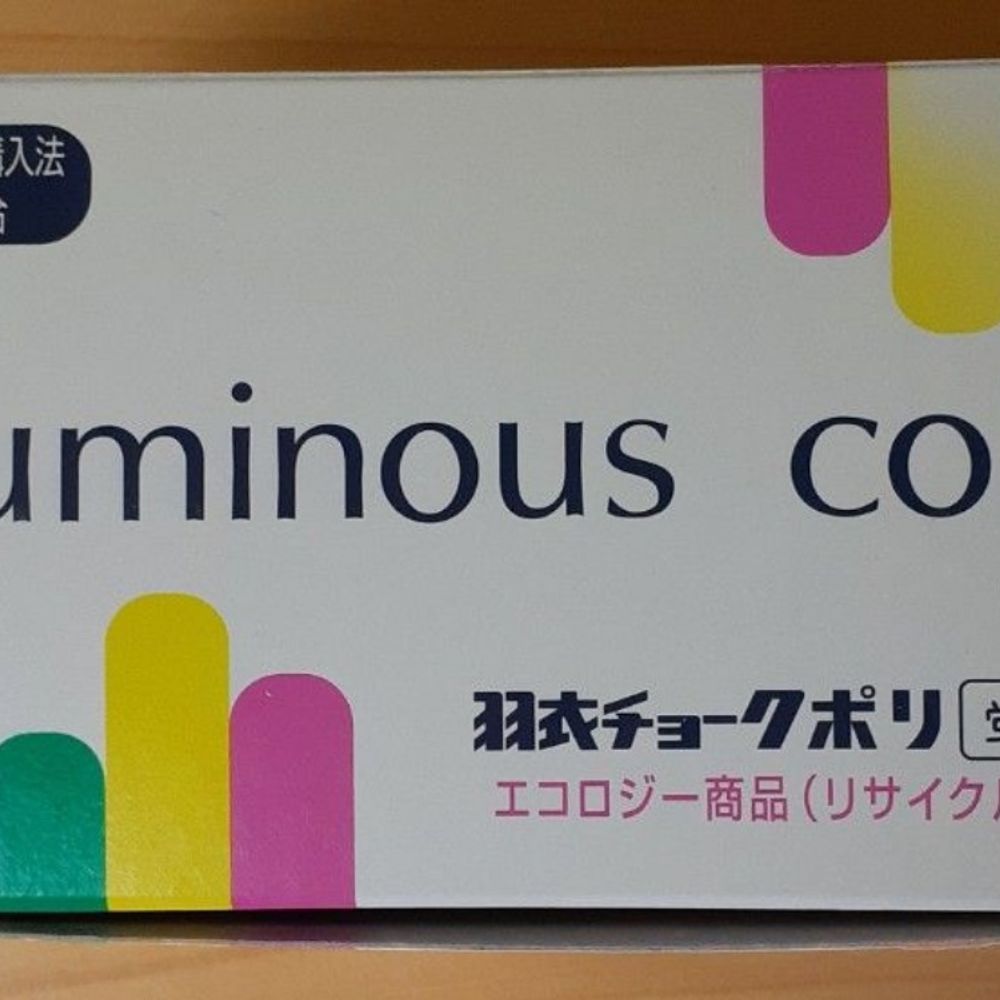 購入法
合
uminous co
羽衣チョークポリ
エコロジー商品（リサイク